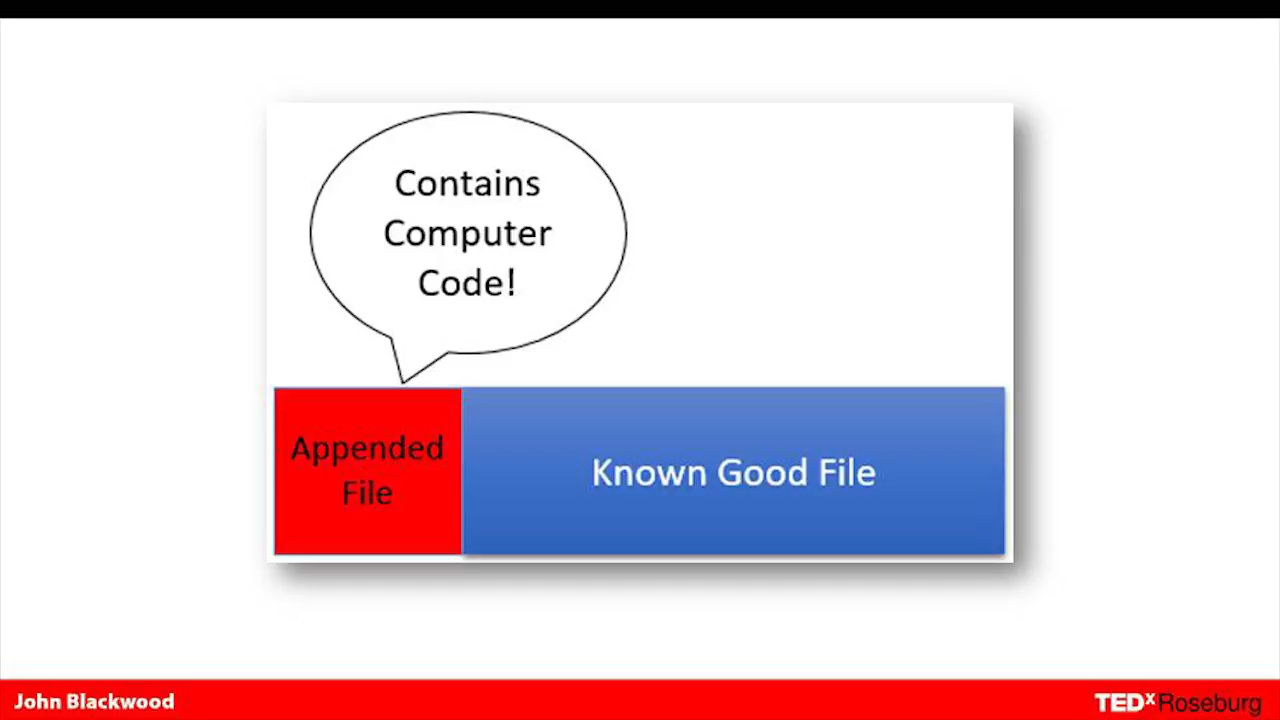 Contains
Computer
Code!
Appended
File
Known Good File
John Blackwood
TEDxRoseburg